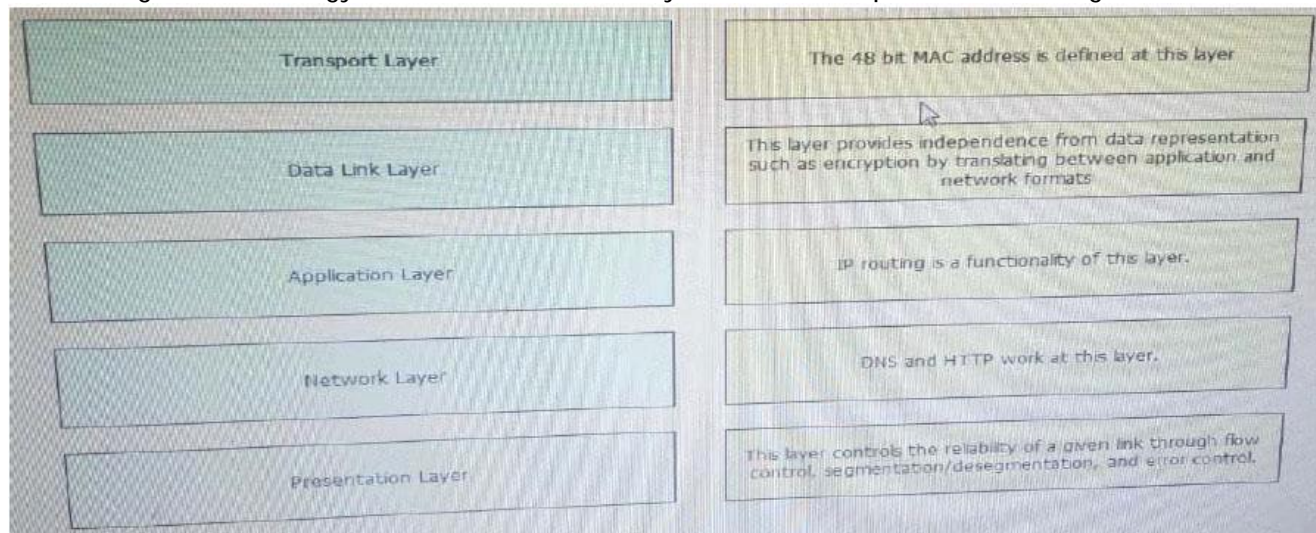 Transport Layer
The 48 bit MAC address is defined at this layer
Data Link Layer
This layer provides independence from data representation
such as encryption by translating between application and
network formats
Application Layer
IP routing is a functionality of this layer.
Network Layer
DNS and HTTP work at this layer.
Presentation Layer
This layer controls the reliability of a given link through flow
control, segmentation/desegmentation, and error control.